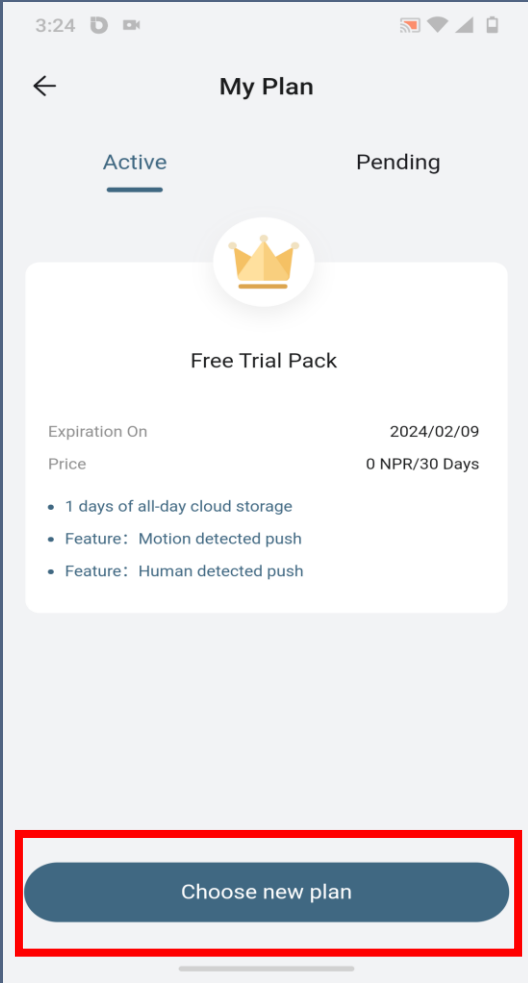 3:24
My Plan
Active Pending
Free Trial Pack
Expiration On 2024/02/09
Price 0 NPR/30 Days
• 1 days of all-day cloud storage
• Feature： Motion detected push
• Feature： Human detected push
Choose new plan